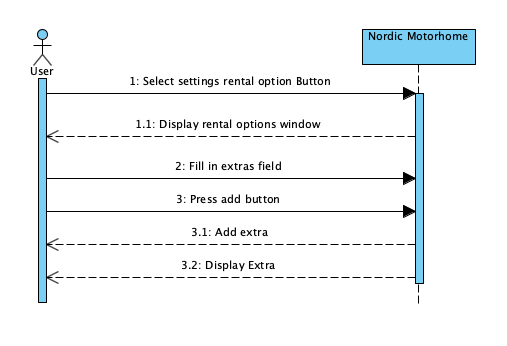 Nordic Motorhome
User
1: Select settings rental option Button
1.1: Display rental options window
2: Fill in extras field
3: Press add button
3.1: Add extra
3.2: Display Extra